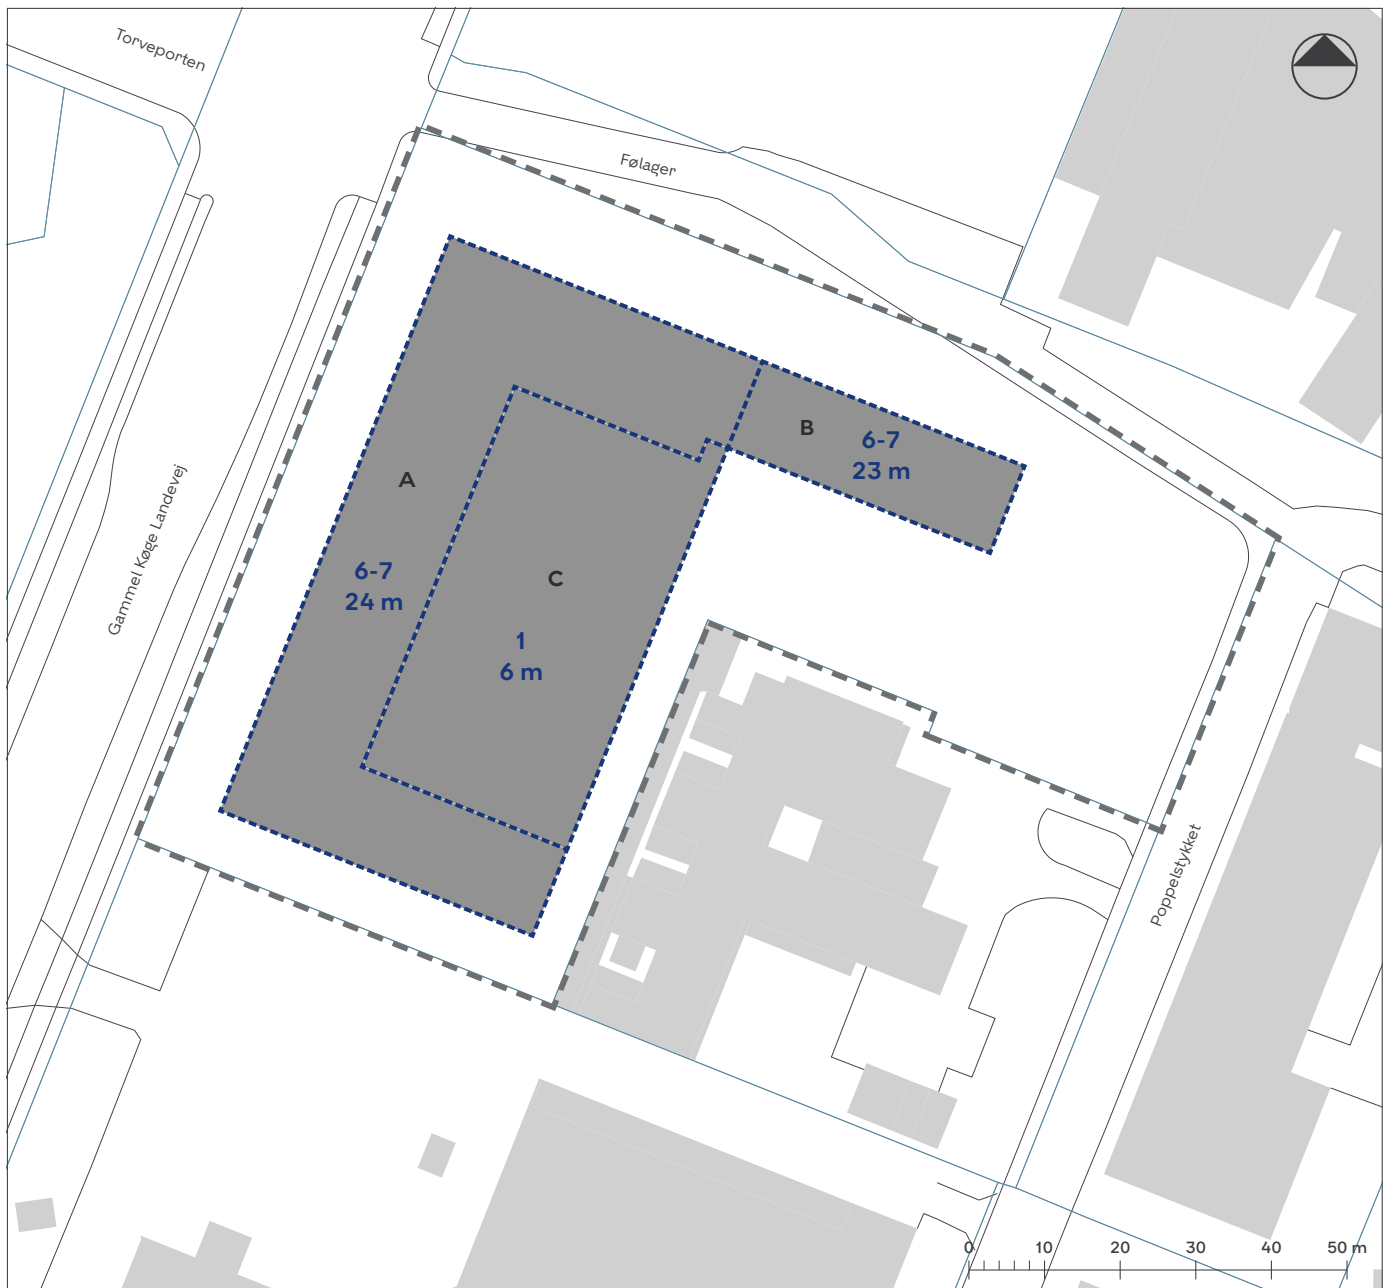 Torveporten
Følager
B
6-7
23 m
A
Gammel Køge Landevej
6-7
24 m
C
1
6 m
Poppelstykket
0 10 20 30 40 50 m